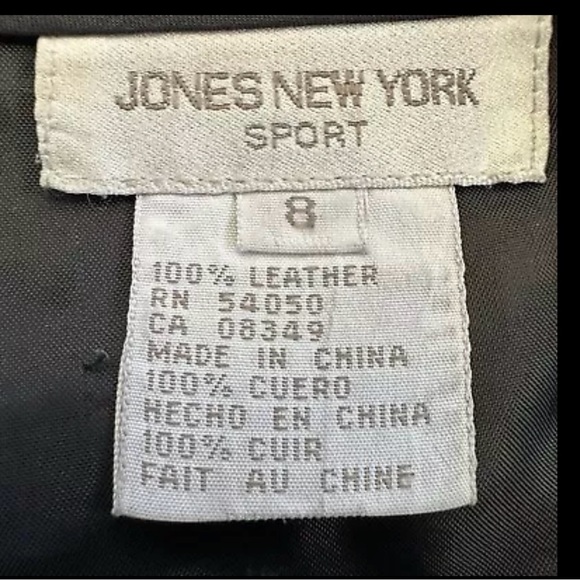 JONES NEW YORK
SPORT
8
100% LEATHER
RN 54050
CA 08349
MADE IN CHINA
100% CUERO
HECHO EN CHINA
100% CUIR
FAIT AU CHINE